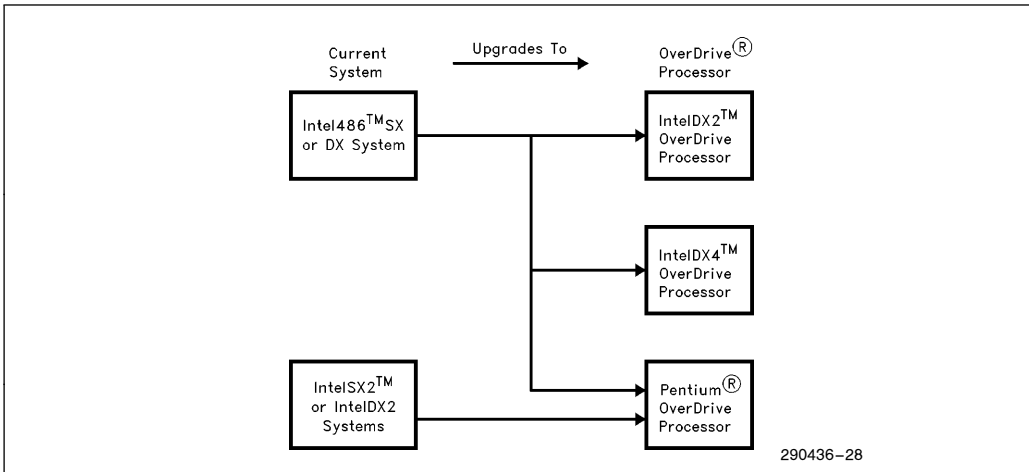 Current
System
Upgrades To
OverDrive®
Processor
Intel486™SX
or DX System
IntelDX2™
OverDrive
Processor
IntelDX4™
OverDrive
Processor
IntelSX2™
or IntelDX2
Systems
Pentium®
OverDrive
Processor
290436–28